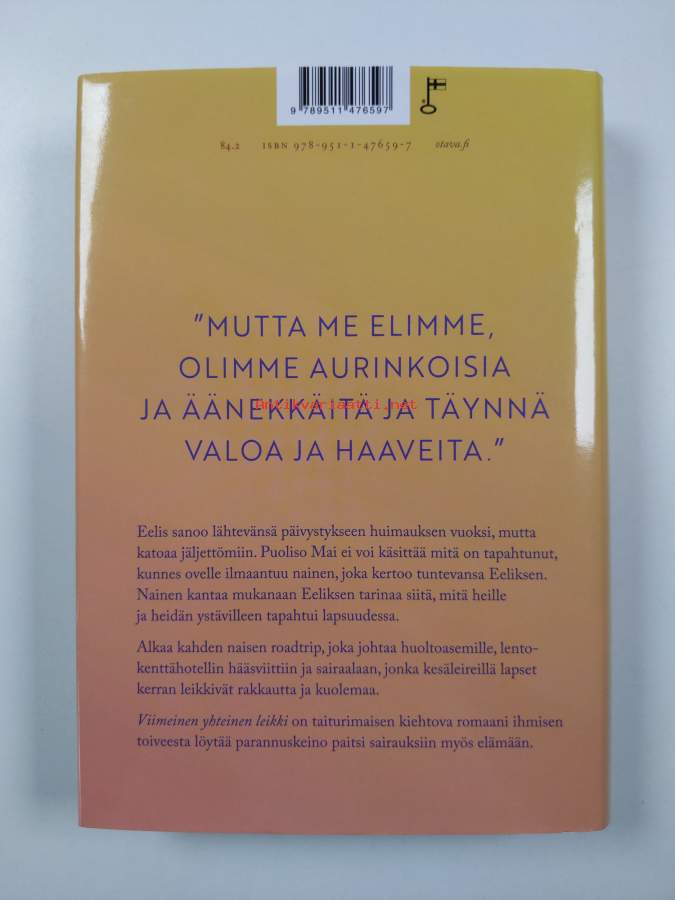 9 789511 476597
84.2 ISBN 978-951-1-47659-7 otava.fi
"MUTTA ME ELIMME,
OLIMME AURINKOISIA
JA ÄÄNEKKÄITÄ JA TÄYNNÄ
Antikvariaatti.net
VALOA JA HAAVEITA."
Eelis sanoo lähtevänsä päivystykseen huimauksen vuoksi, mutta
katoaa jäljettömiin. Puoliso Mai ei voi käsittää mitä on tapahtunut,
kunnes ovelle ilmaantuu nainen, joka kertoo tuntevansa Eeliksen.
Nainen kantaa mukanaan Eeliksen tarinaa siitä, mitä heille
ja heidän ystävilleen tapahtui lapsuudessa.
Alkaa kahden naisen roadtrip, joka johtaa huoltoasemille, lento-
kenttähotellin hääsviittiin ja sairaalaan, jonka kesäleireillä lapset
kerran leikkivät rakkautta ja kuolemaa.
Viimeinen yhteinen leikki on taiturimaisen kiehtova romaani ihmisen
toiveesta löytää parannuskeino paitsi sairauksiin myös elämään.